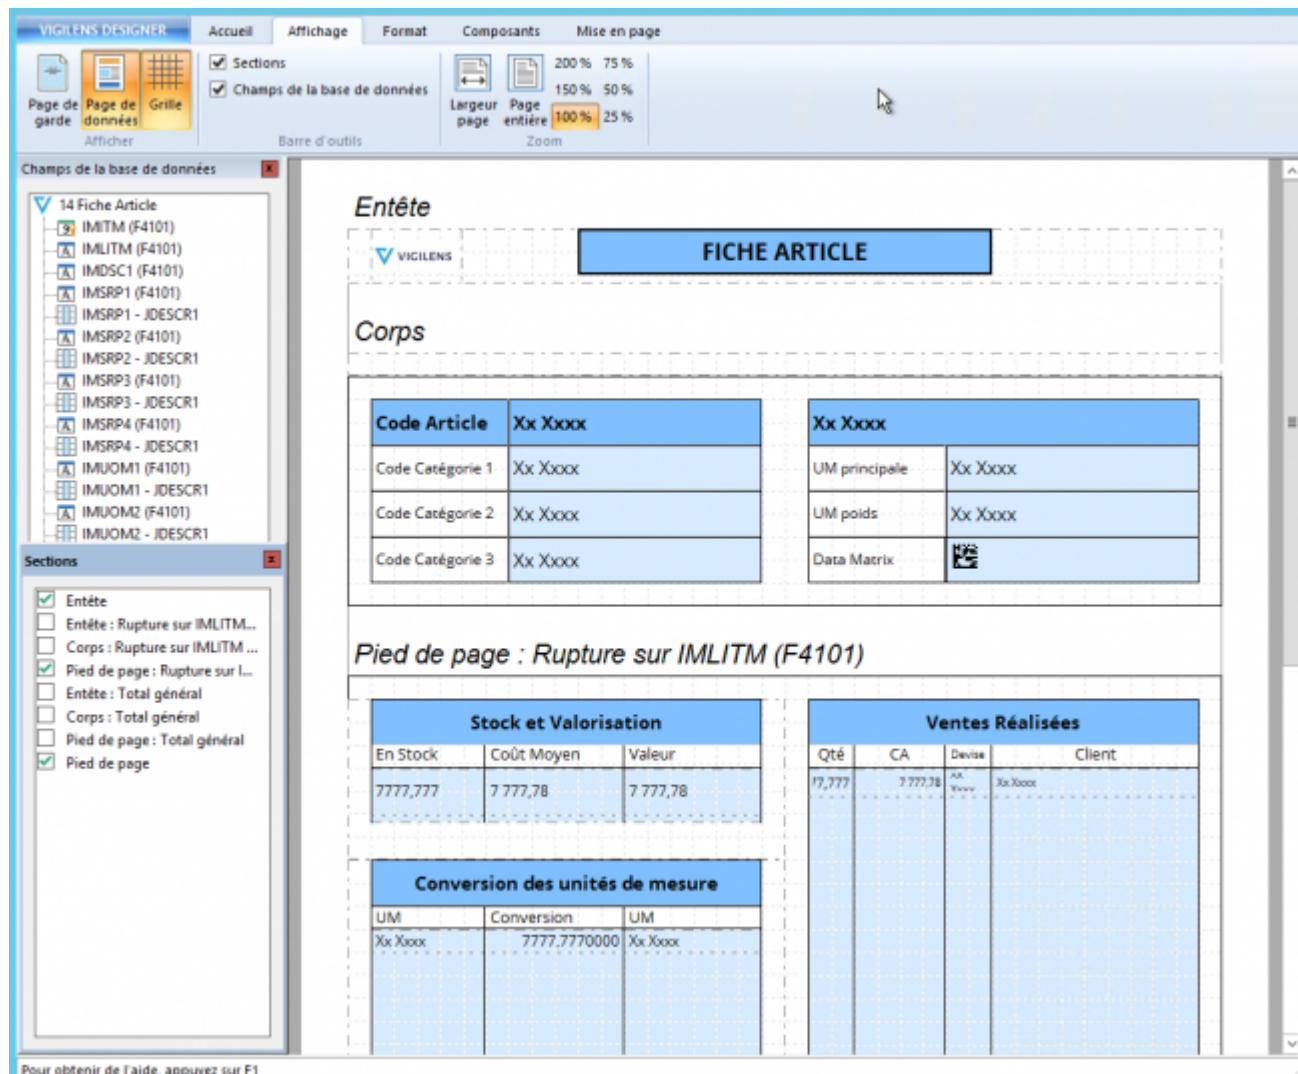 VIGILENS DESIGNER Accueil Affichage Format Composants Mise en page
Page de garde
Page de données
Grille
Afficher
Sections
Champs de la base de données
Barre d'outils
Largeur page
Page entière
200 % 75 %
150 % 50 %
100 % 25 %
Zoom
Champs de la base de données
14 Fiche Article
IMITM (F4101)
IMLITM (F4101)
IMDSC1 (F4101)
IMSRP1 (F4101)
IMSRP1 - JDESCR1
IMSRP2 (F4101)
IMSRP2 - JDESCR1
IMSRP3 (F4101)
IMSRP3 - JDESCR1
IMSRP4 (F4101)
IMSRP4 - JDESCR1
IMUOM1 (F4101)
IMUOM1 - JDESCR1
IMUOM2 (F4101)
IMUOM2 - JDESCR1
Sections
Entête
Entête : Rupture sur IMLITM...
Corps : Rupture sur IMLITM ...
Pied de page : Rupture sur I...
Entête : Total général
Corps : Total général
Pied de page : Total général
Pied de page
Entête
VIGILENS
FICHE ARTICLE
Corps
Code Article Xx Xxxx
Code Catégorie 1 Xx Xxxx
Code Catégorie 2 Xx Xxxx
Code Catégorie 3 Xx Xxxx
Xx Xxxx
UM principale Xx Xxxx
UM poids Xx Xxxx
Data Matrix
Pied de page : Rupture sur IMLITM (F4101)
Stock et Valorisation
En Stock Coût Moyen Valeur
7777,777 7 777,78 7 777,78
Conversion des unités de mesure
UM Conversion UM
Xx Xxxx 7777,7770000 Xx Xxxx
Ventes Réalisées
Qté CA Devise Client
7,777 7 777,78 Xx Xxxx
Pour obtenir de l'aide, appuyez sur F1